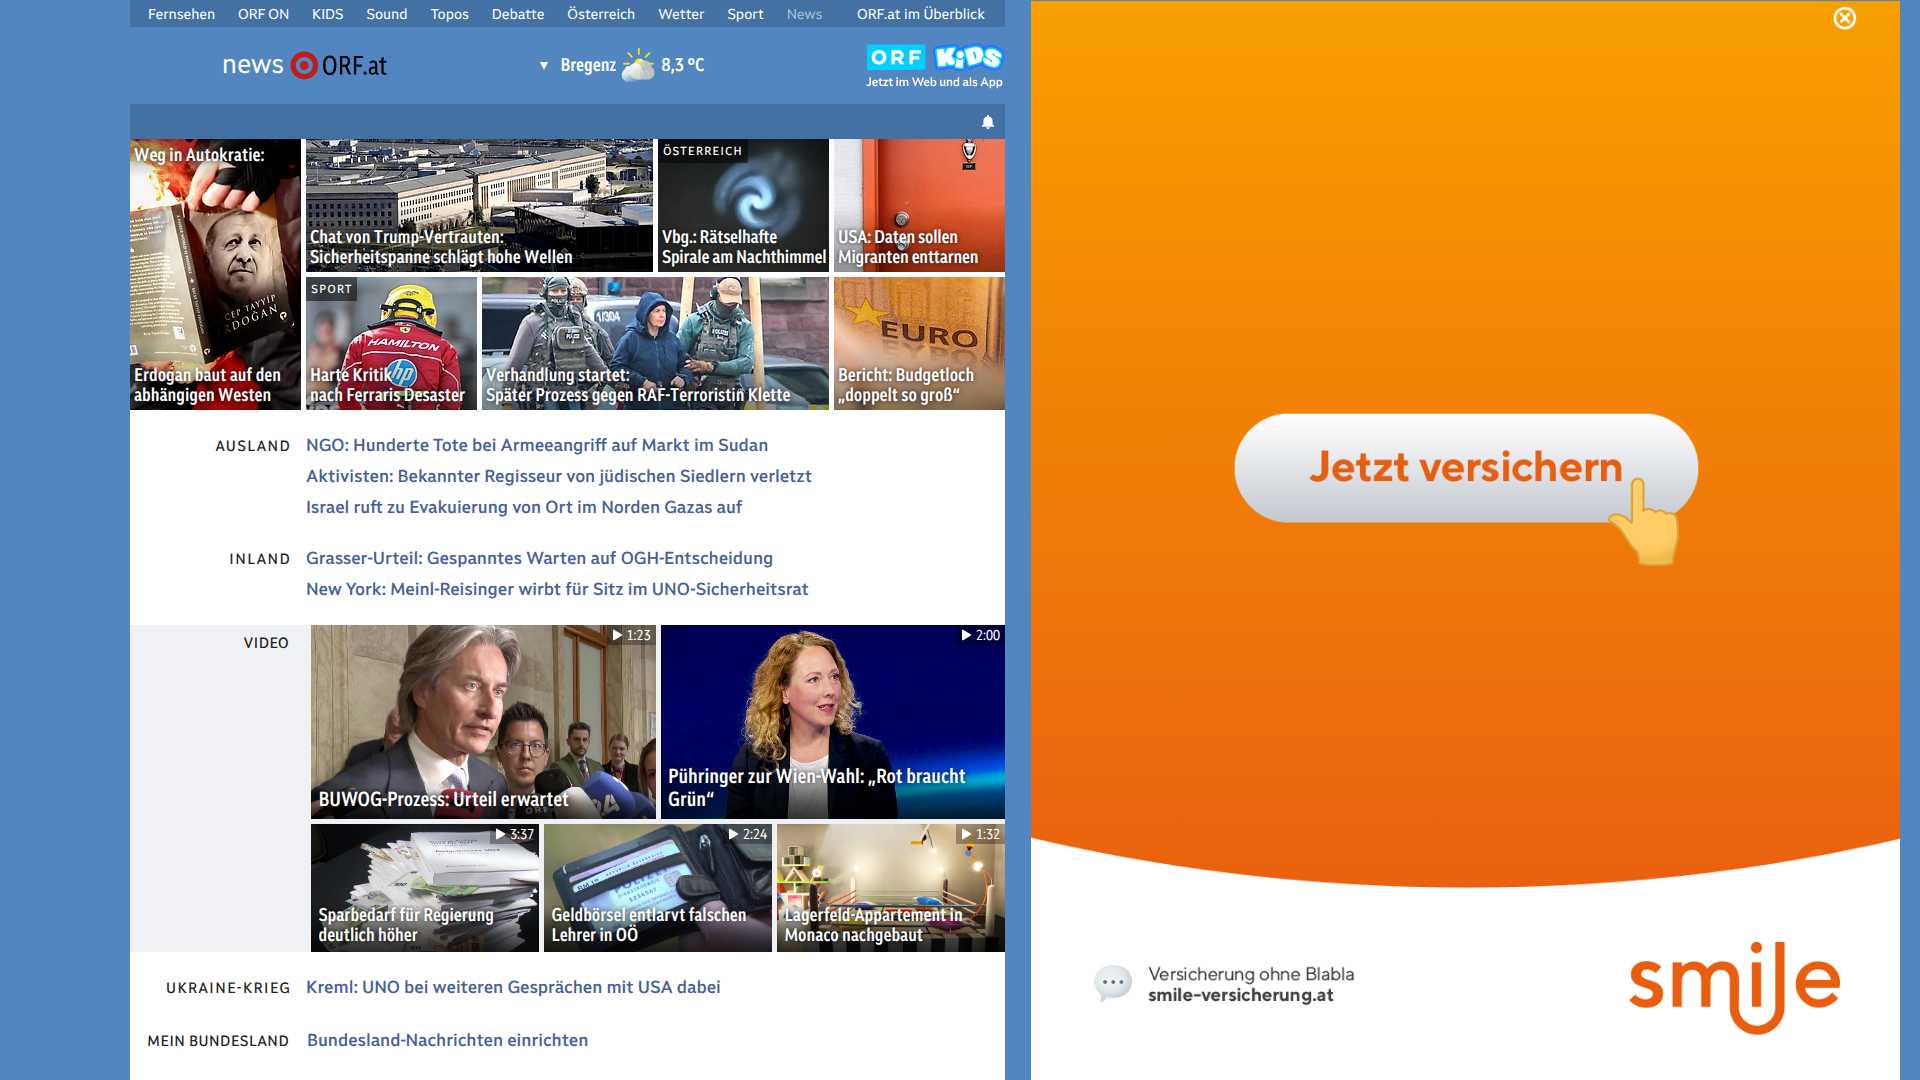 Fernsehen ORF ON KIDS Sound Topos Debatte Österreich Wetter Sport News ORF.at im Überblick
news ORF.at
▼ Bregenz 8,3 °C
ORF KiDS
Jetzt im Web und als App
Weg in Autokratie:
Erdogan baut auf den
abhängigen Westen
Chat von Trump-Vertrauten:
Sicherheitspanne schlägt hohe Wellen
ÖSTERREICH
Vbg.: Rätselhafte
Spirale am Nachthimmel
USA: Daten sollen
Migranten enttarnen
SPORT
HAMILTON
hp
Harte Kritik
nach Ferraris Desaster
1/304
POLIZEI
Verhandlung startet:
Später Prozess gegen RAF-Terroristin Klette
EURO
Bericht: Budgetloch
„doppelt so groß“
AUSLAND
NGO: Hunderte Tote bei Armeeangriff auf Markt im Sudan
Aktivisten: Bekannter Regisseur von jüdischen Siedlern verletzt
Israel ruft zu Evakuierung von Ort im Norden Gazas auf
INLAND
Grasser-Urteil: Gespanntes Warten auf OGH-Entscheidung
New York: Meinl-Reisinger wirbt für Sitz im UNO-Sicherheitsrat
VIDEO
1:23
BUWOG-Prozess: Urteil erwartet
2:00
Pühringer zur Wien-Wahl: „Rot braucht
Grün“
3:37
Sparbedarf für Regierung
deutlich höher
2:24
Geldbörsel entlarvt falschen
Lehrer in OÖ
1:32
Lagerfeld-Appartement in
Monaco nachgebaut
UKRAINE-KRIEG
Kreml: UNO bei weiteren Gesprächen mit USA dabei
MEIN BUNDESLAND
Bundesland-Nachrichten einrichten
Jetzt versichern
Versicherung ohne Blabla
smile-versicherung.at
smile